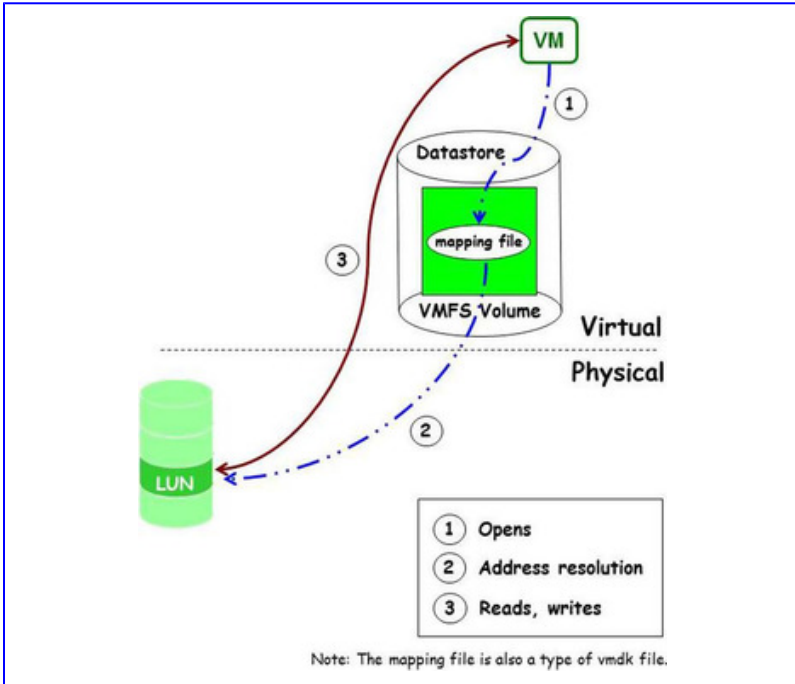 VM
1
Datastore
mapping file
3
VMFS Volume
Virtual
Physical
2
LUN
1 Opens
2 Address resolution
3 Reads, writes
Note: The mapping file is also a type of vmdk file.